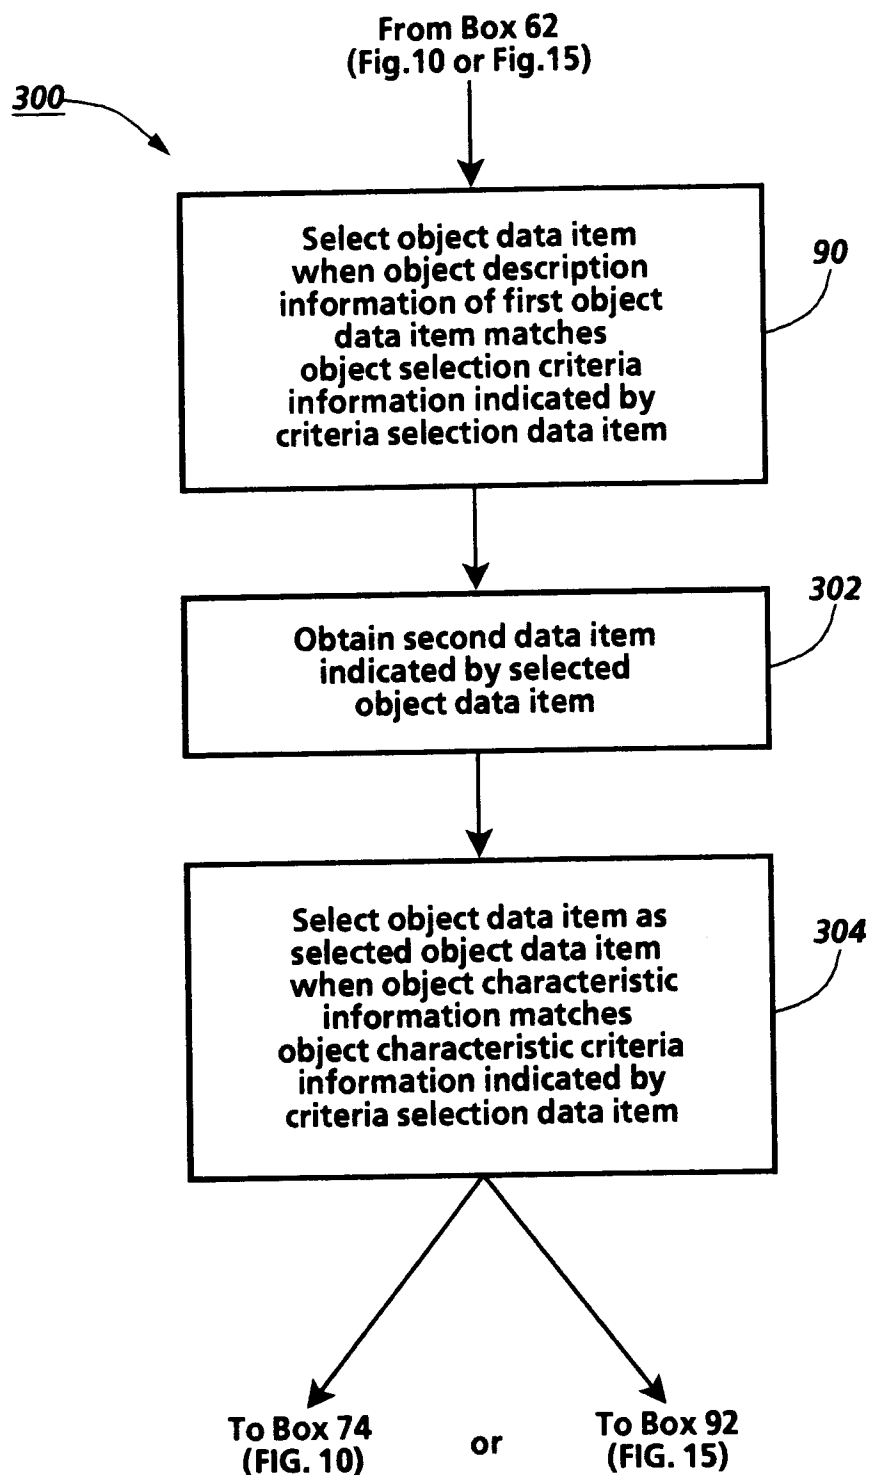 From Box 62
(Fig.10 or Fig.15)
300
Select object data item
when object description
information of first object
data item matches
object selection criteria
information indicated by
criteria selection data item
90
Obtain second data item
indicated by selected
object data item
302
Select object data item as
selected object data item
when object characteristic
information matches
object characteristic criteria
information indicated by
criteria selection data item
304
To Box 74
(FIG. 10)
or
To Box 92
(FIG. 15)